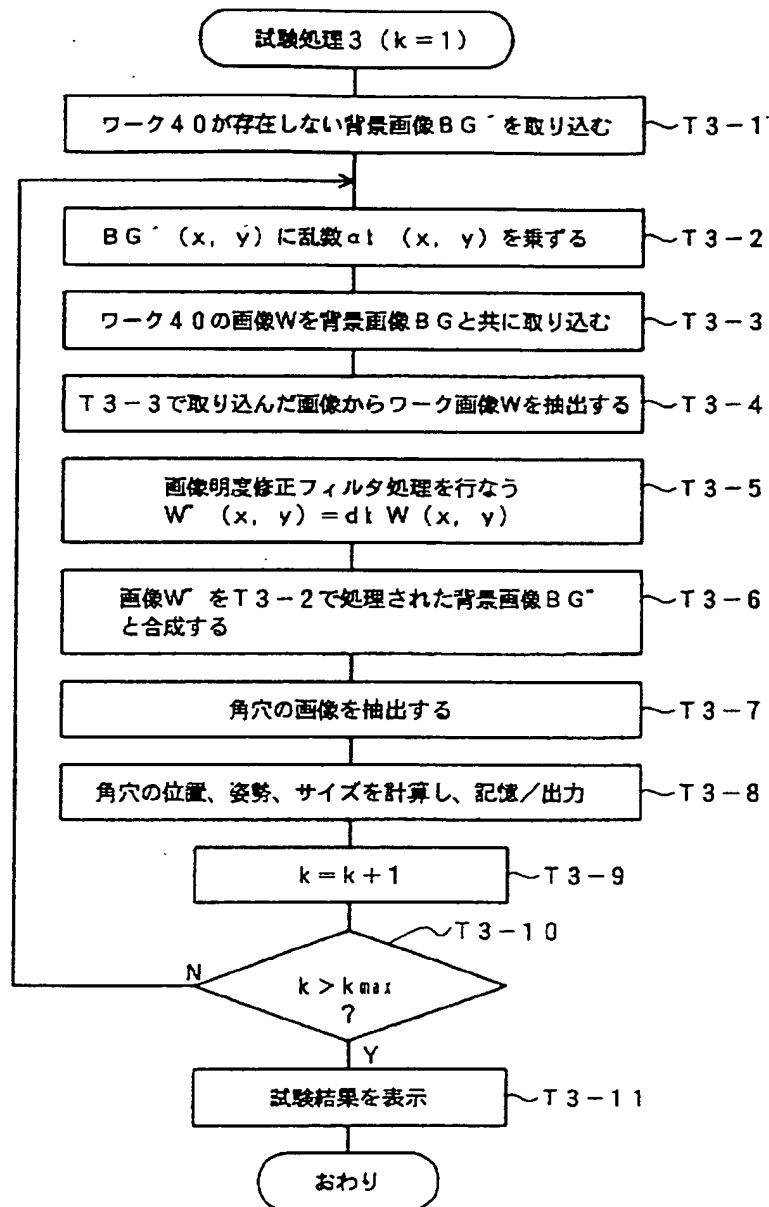 試験処理3 (k=1)
ワーク40が存在しない背景画像BG´を取り込む
T3-1
BG´(x, y)に乱数αt (x, y)を乗ずる
T3-2
ワーク40の画像Wを背景画像BGと共に取り込む
T3-3
T3-3で取り込んだ画像からワーク画像Wを抽出する
T3-4
画像明度修正フィルタ処理を行なう
W˝ (x, y) =dt W (x, y)
T3-5
画像W˝をT3-2で処理された背景画像BG˝
と合成する
T3-6
角穴の画像を抽出する
T3-7
角穴の位置、姿勢、サイズを計算し、記憶/出力
T3-8
k=k+1
T3-9
T3-10
N
k>kmax
?
Y
試験結果を表示
T3-11
おわり